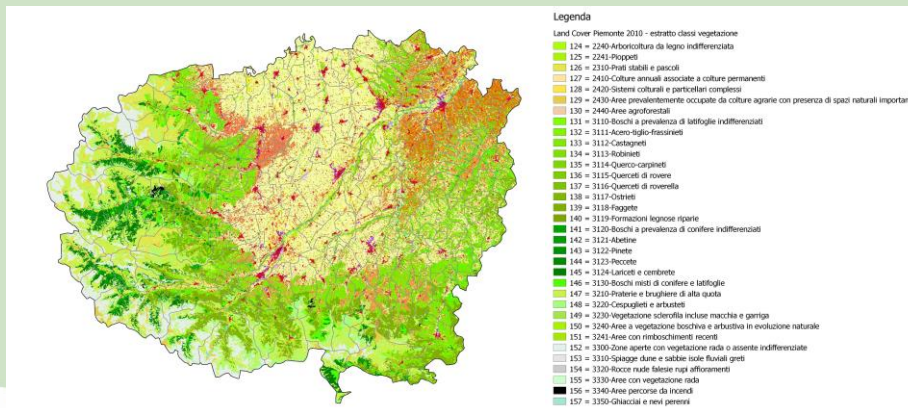 Legenda
Land Cover Piemonte 2010 - estratto classi vegetazione
124 = 2240-Arboricoltura da legno indifferenziata
125 = 2241-Pioppeti
126 = 2310-Prati stabili e pascoli
127 = 2410-Colture annuali associate a colture permanenti
128 = 2420-Sistemi colturali e particellari complessi
129 = 2430-Aree prevalentemente occupate da colture agrarie con presenza di spazi naturali importan
130 = 2440-Aree agroforestali
131 = 3110-Boschi a prevalenza di latifoglie indifferenziati
132 = 3111-Acero-tiglio-frassinieti
133 = 3112-Castagneti
134 = 3113-Robinieti
135 = 3114-Querco-carpineti
136 = 3115-Querceti di rovere
137 = 3116-Querceti di roverella
138 = 3117-Ostrieti
139 = 3118-Faggete
140 = 3119-Formazioni legnose riparie
141 = 3120-Boschi a prevalenza di conifere indifferenziati
142 = 3121-Abetine
143 = 3122-Pinete
144 = 3123-Peccete
145 = 3124-Lariceti e cembrete
146 = 3130-Boschi misti di conifere e latifoglie
147 = 3210-Praterie e brughiere di alta quota
148 = 3220-Cespuglieti e arbusteti
149 = 3230-Vegetazione sclerofila incluse macchia e garriga
150 = 3240-Aree a vegetazione boschiva e arbustiva in evoluzione naturale
151 = 3241-Aree con rimboschimenti recenti
152 = 3300-Zone aperte con vegetazione rada o assente indifferenziate
153 = 3310-Spiagge dune e sabbie isole fluviali greti
154 = 3320-Rocce nude falesie rupi affioramenti
155 = 3330-Aree con vegetazione rada
156 = 3340-Aree percorse da incendi
157 = 3350-Ghiacciai e nevi perenni